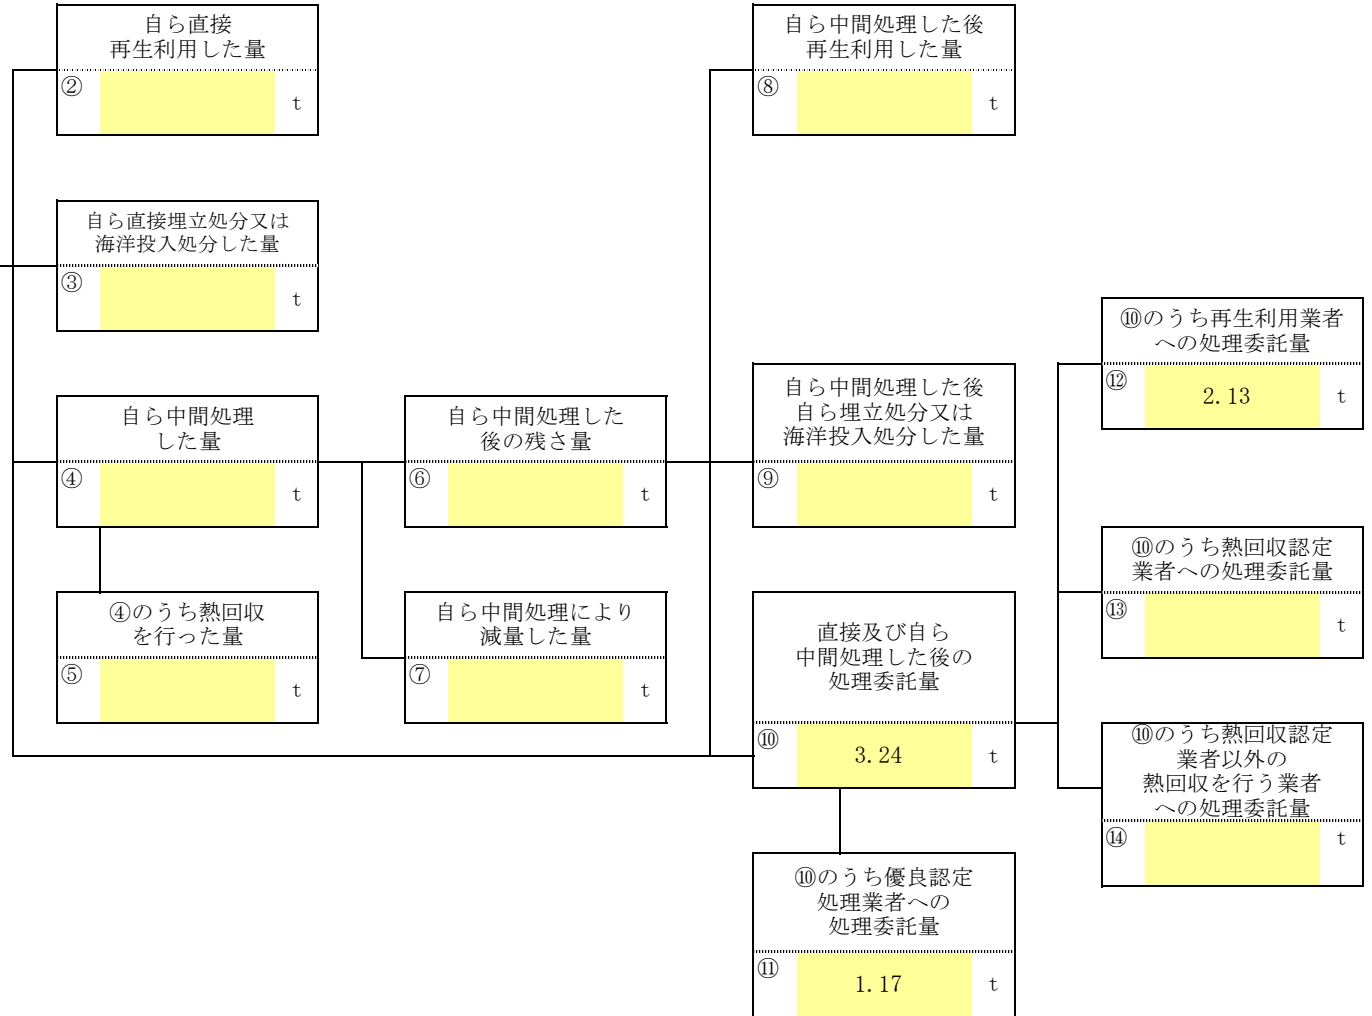 自ら直接
再生利用した量
②
t
自ら中間処理した後
再生利用した量
⑧
t
自ら直接埋立処分又は
海洋投入処分した量
③
t
⑩のうち再生利用業者
への処理委託量
⑫
2.13
t
自ら中間処理
した量
④
t
自ら中間処理した
後の残さ量
⑥
t
自ら中間処理した後
自ら埋立処分又は
海洋投入処分した量
⑨
t
⑩のうち熱回収認定
業者への処理委託量
⑬
t
④のうち熱回収
を行った量
⑤
t
自ら中間処理により
減量した量
⑦
t
直接及び自ら
中間処理した後の
処理委託量
⑩
3.24
t
⑩のうち熱回収認定
業者以外の
熱回収を行う業者
への処理委託量
⑭
t
⑩のうち優良認定
処理業者への
処理委託量
⑪
1.17
t